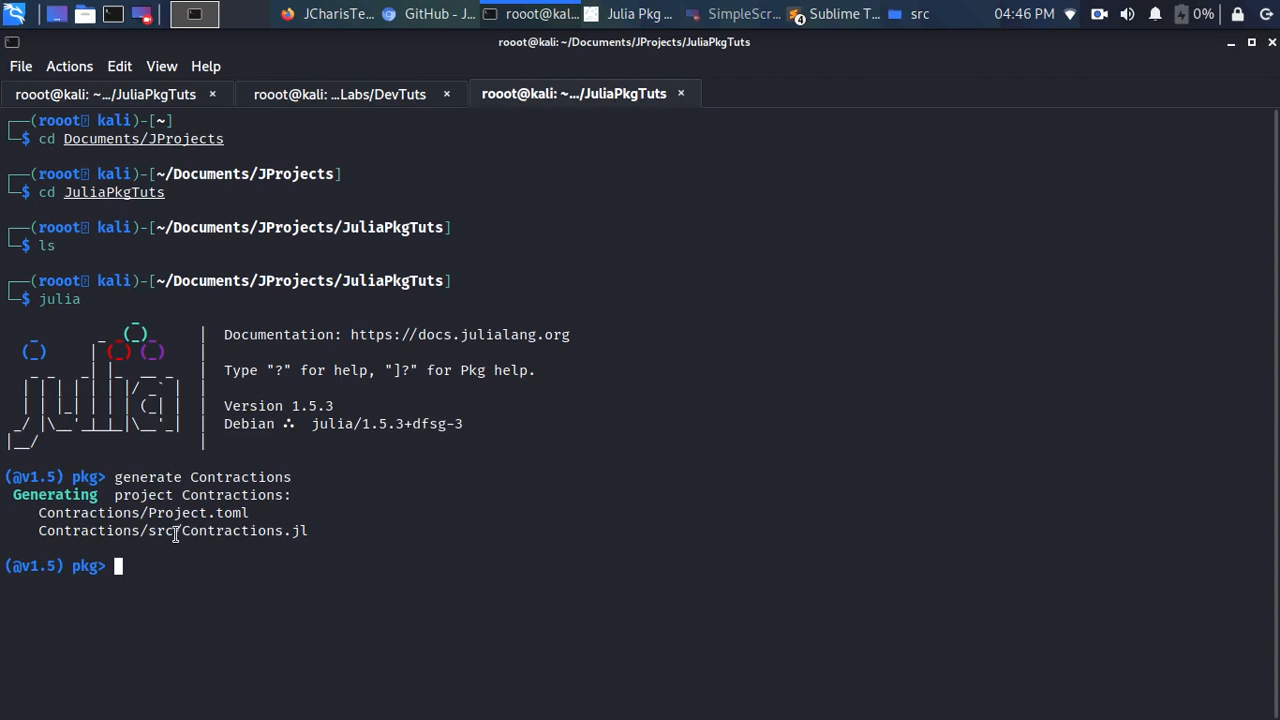 JCharisTe...
GitHub - J...
rooot@kal...
Julia Pkg ...
SimpleScr...
4
Sublime T...
src
04:46 PM
0%
rooot@kali: ~/Documents/JProjects/JuliaPkgTuts
File Actions Edit View Help
rooot@kali: ~.../JuliaPkgTuts ×
rooot@kali: ...Labs/DevTuts ×
rooot@kali: ~.../JuliaPkgTuts ×
┌──(rooot⍰ kali)-[~]
└─$ cd Documents/JProjects
┌──(rooot⍰ kali)-[~/Documents/JProjects]
└─$ cd JuliaPkgTuts
┌──(rooot⍰ kali)-[~/Documents/JProjects/JuliaPkgTuts]
└─$ ls
┌──(rooot⍰ kali)-[~/Documents/JProjects/JuliaPkgTuts]
└─$ julia
Documentation: https://docs.julialang.org
Type "?" for help, "]?" for Pkg help.
Version 1.5.3
Debian ∴ julia/1.5.3+dfsg-3
(@v1.5) pkg> generate Contractions
Generating project Contractions:
Contractions/Project.toml
Contractions/src/Contractions.jl
(@v1.5) pkg>